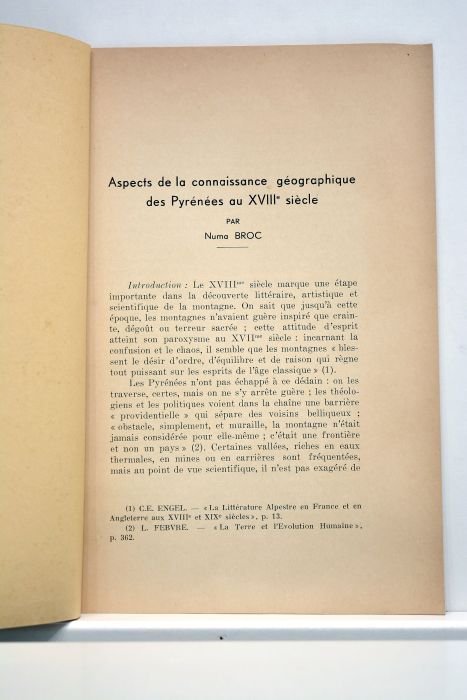 Aspects de la connaissance géographique
des Pyrénées au XVIIIᵉ siècle
PAR
Numa BROC
Introduction : Le XVIIIᵐᵉ siècle marque une étape
importante dans la découverte littéraire, artistique et
scientifique de la montagne. On sait que jusqu'à cette
époque, les montagnes n'avaient guère inspiré que crain-
te, dégoût ou terreur sacrée ; cette attitude d'esprit
atteint son paroxysme au XVIIᵐᵉ siècle : incarnant la
confusion et le chaos, il semble que les montagnes « bles-
sent le désir d'ordre, d'équilibre et de raison qui règne
tout puissant sur les esprits de l'âge classique » (1).
Les Pyrénées n'ont pas échappé à ce dédain : on les
traverse, certes, mais on ne s'y arrête guère ; les théolo-
giens et les politiques voient dans la chaîne une barrière
« providentielle » qui sépare des voisins belliqueux ;
« obstacle, simplement, et muraille, la montagne n'était
jamais considérée pour elle-même ; c'était une frontière
et non un pays » (2). Certaines vallées, riches en eaux
thermales, en mines ou en carrières sont fréquentées,
mais au point de vue scientifique, il n'est pas exagéré de
(1) C.E. ENGEL. — « La Littérature Alpestre en France et en
Angleterre aux XVIIIᵉ et XIXᵉ siècles », p. 13.
(2) L. FEBVRE. — « La Terre et l'Evolution Humaine »,
p. 362.